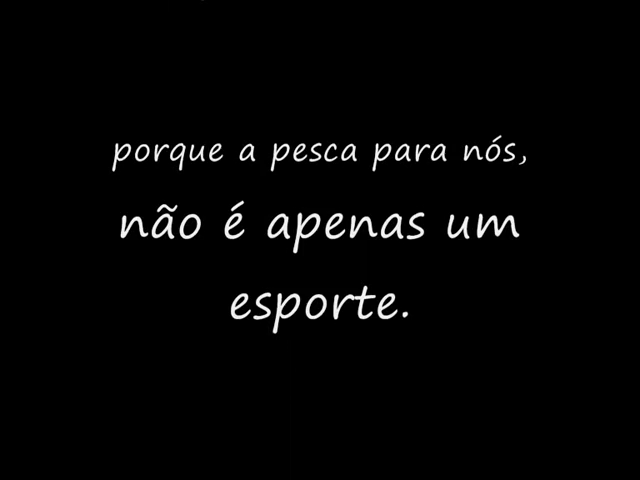 porque a pesca para nós,
não é apenas um
esporte.